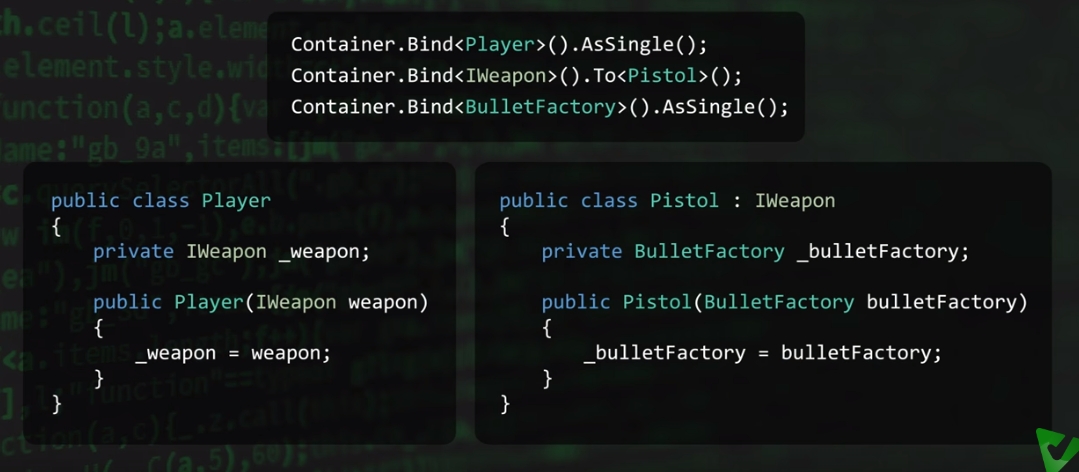 Container.Bind<Player>().AsSingle();
Container.Bind<IWeapon>().To<Pistol>();
Container.Bind<BulletFactory>().AsSingle();
public class Player
{
    private IWeapon _weapon;

    public Player(IWeapon weapon)
    {
        _weapon = weapon;
    }
}
public class Pistol : IWeapon
{
    private BulletFactory _bulletFactory;

    public Pistol(BulletFactory bulletFactory)
    {
        _bulletFactory = bulletFactory;
    }
}